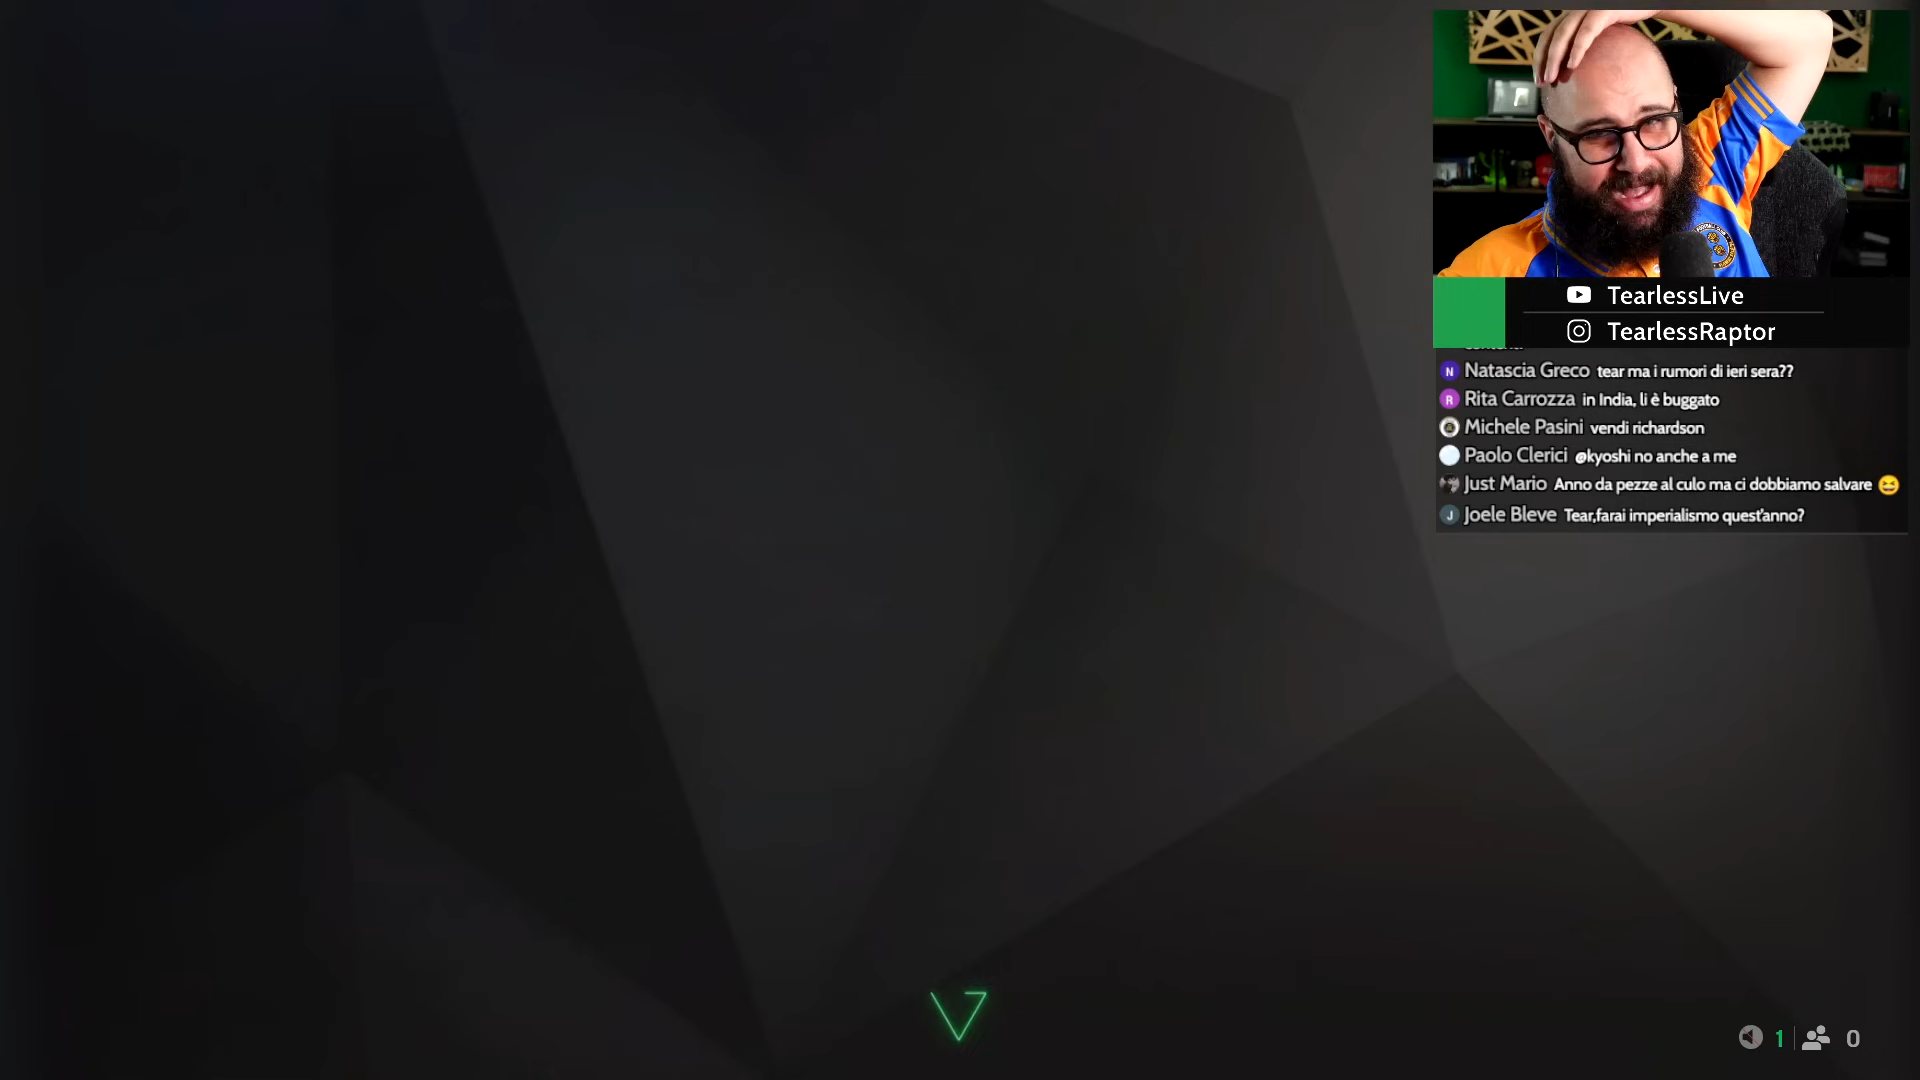 TearlessLive
TearlessRaptor
N Natascia Greco tear ma i rumori di ieri sera??
R Rita Carrozza in India, li è buggato
Michele Pasini vendi richardson
Paolo Clerici @kyoshi no anche a me
Just Mario Anno da pezze al culo ma ci dobbiamo salvare 😆
J Joele Bleve Tear,farai imperialismo quest'anno?
1 0